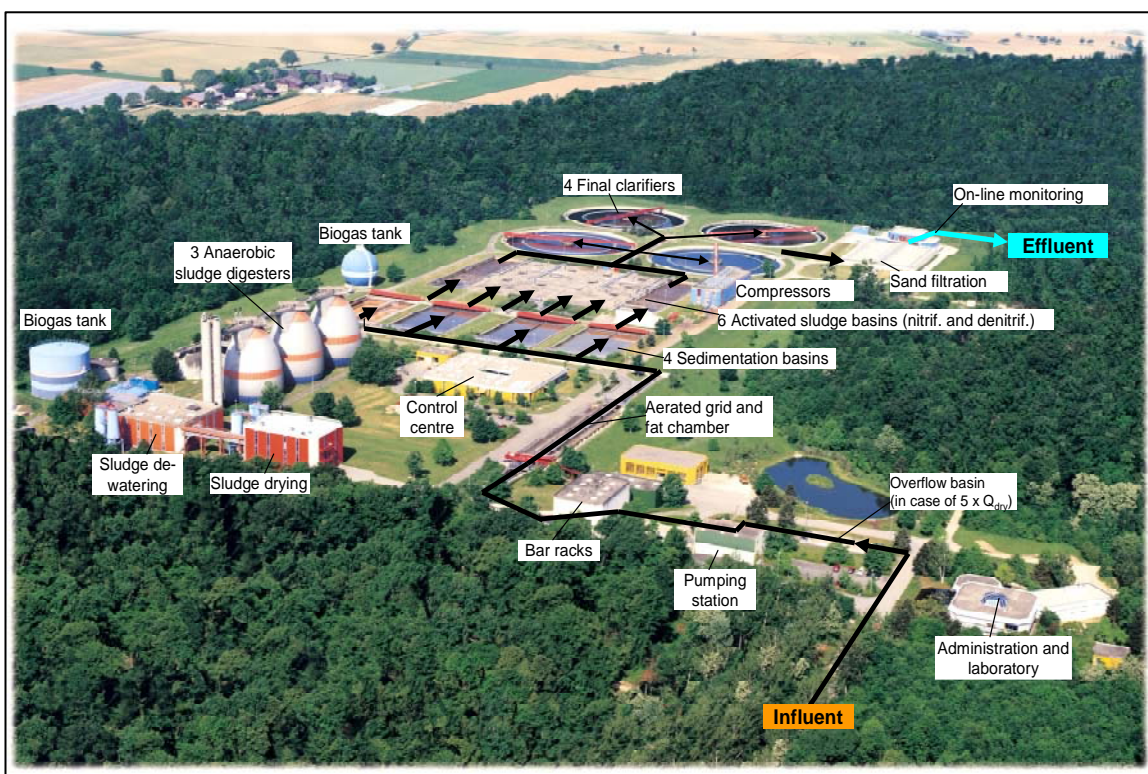 4 Final clarifiers
On-line monitoring
Biogas tank
3 Anaerobic
sludge digesters
Effluent
Sand filtration
Compressors
Biogas tank
6 Activated sludge basins (nitrif. and denitrif.)
4 Sedimentation basins
Control
centre
Aerated grid and
fat chamber
Sludge de-
watering
Sludge drying
Overflow basin
(in case of 5 x Qdry)
Bar racks
Pumping
station
Administration and
laboratory
Influent